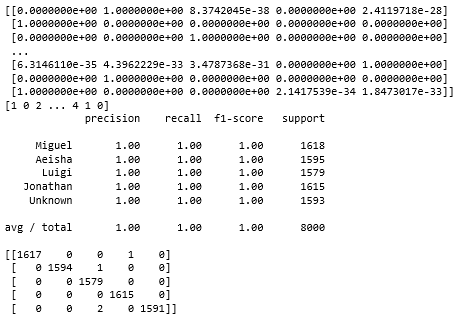 [[0.0000000e+00 1.0000000e+00 8.3742045e-38 0.0000000e+00 2.4119718e-28]
[1.0000000e+00 0.0000000e+00 0.0000000e+00 0.0000000e+00 0.0000000e+00]
[0.0000000e+00 0.0000000e+00 1.0000000e+00 0.0000000e+00 0.0000000e+00]
...
[6.3146110e-35 4.3962229e-33 3.4787368e-31 0.0000000e+00 1.0000000e+00]
[0.0000000e+00 1.0000000e+00 0.0000000e+00 0.0000000e+00 0.0000000e+00]
[1.0000000e+00 0.0000000e+00 0.0000000e+00 2.1417539e-34 1.8473017e-33]]
[1 0 2 ... 4 1 0]
precision recall f1-score support
Miguel 1.00 1.00 1.00 1618
Aeisha 1.00 1.00 1.00 1595
Luigi 1.00 1.00 1.00 1579
Jonathan 1.00 1.00 1.00 1615
Unknown 1.00 1.00 1.00 1593
avg / total 1.00 1.00 1.00 8000
[[1617 0 0 1 0]
[ 0 1594 1 0 0]
[ 0 0 1579 0 0]
[ 0 0 0 1615 0]
[ 0 0 2 0 1591]]